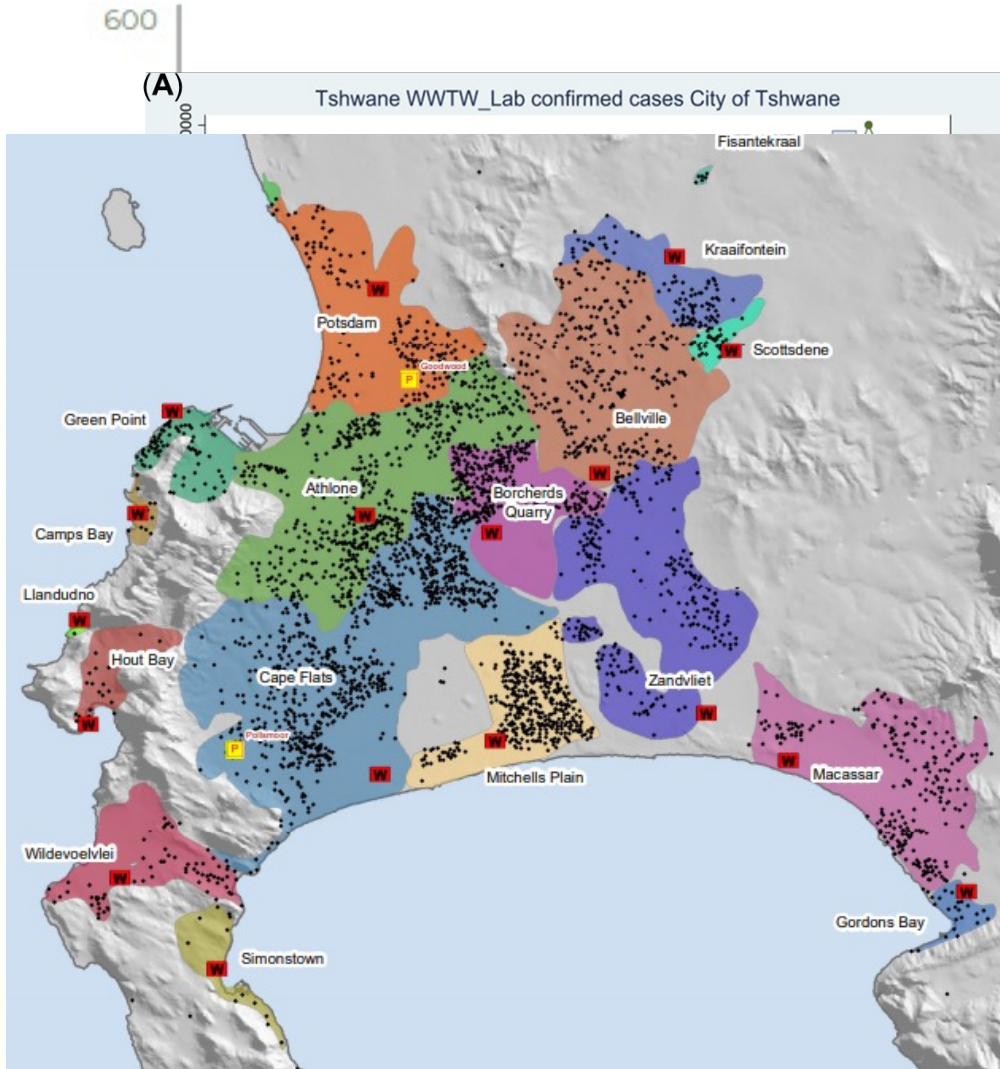 600
(A)
Tshwane WWTW_Lab confirmed cases City of Tshwane
Fisantekraal
W
Kraaifontein
W
Potsdam
W
Scottsdene
Goodwood
P
W
Green Point
Bellville
W
Athlone
Borcherds
Quarry
W
W
W
Camps Bay
Llandudno
W
Hout Bay
Cape Flats
Zandvliet
W
W
Pollsmoor
P
W
W
W
Mitchells Plain
Macassar
Wildevoelvlei
W
W
Gordons Bay
Simonstown
W